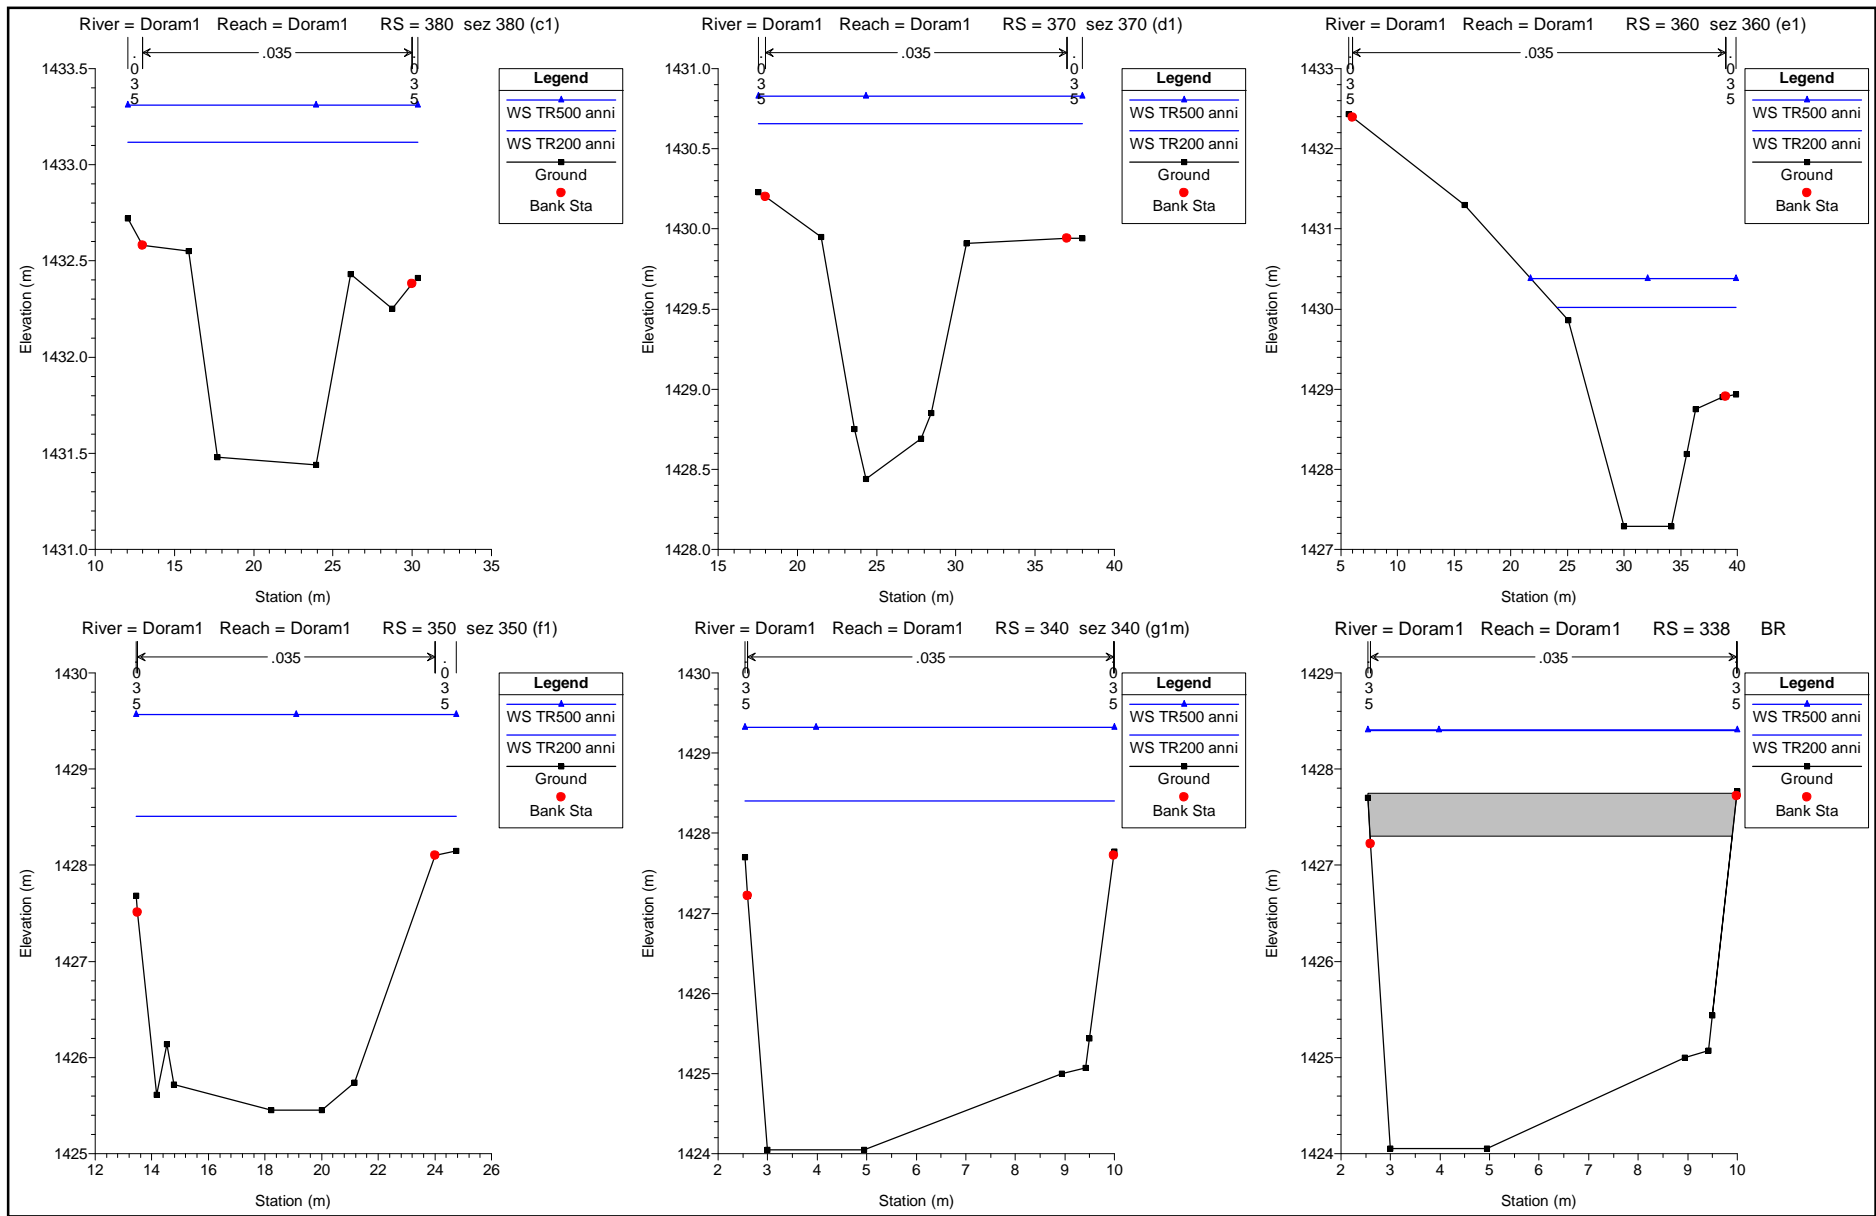 River = Doram1 Reach = Doram1 RS = 380 sez 380 (c1)
.035 .035 .035
1433.5
1433.0
1432.5
1432.0
1431.5
1431.0
Elevation (m)
10 15 20 25 30 35
Station (m)
Legend
WS TR500 anni
WS TR200 anni
Ground
Bank Sta
River = Doram1 Reach = Doram1 RS = 370 sez 370 (d1)
.035 .035 .035
1431.0
1430.5
1430.0
1429.5
1429.0
1428.5
1428.0
Elevation (m)
15 20 25 30 35 40
Station (m)
Legend
WS TR500 anni
WS TR200 anni
Ground
Bank Sta
River = Doram1 Reach = Doram1 RS = 360 sez 360 (e1)
.035 .035 .035
1433
1432
1431
1430
1429
1428
1427
Elevation (m)
5 10 15 20 25 30 35 40
Station (m)
Legend
WS TR500 anni
WS TR200 anni
Ground
Bank Sta
River = Doram1 Reach = Doram1 RS = 350 sez 350 (f1)
.035 .035 .035
1430
1429
1428
1427
1426
1425
Elevation (m)
12 14 16 18 20 22 24 26
Station (m)
Legend
WS TR500 anni
WS TR200 anni
Ground
Bank Sta
River = Doram1 Reach = Doram1 RS = 340 sez 340 (g1m)
.035 .035 .035
1430
1429
1428
1427
1426
1425
1424
Elevation (m)
2 3 4 5 6 7 8 9 10
Station (m)
Legend
WS TR500 anni
WS TR200 anni
Ground
Bank Sta
River = Doram1 Reach = Doram1 RS = 338 BR
.035 .035 .035
1429
1428
1427
1426
1425
1424
Elevation (m)
2 3 4 5 6 7 8 9 10
Station (m)
Legend
WS TR500 anni
WS TR200 anni
Ground
Bank Sta